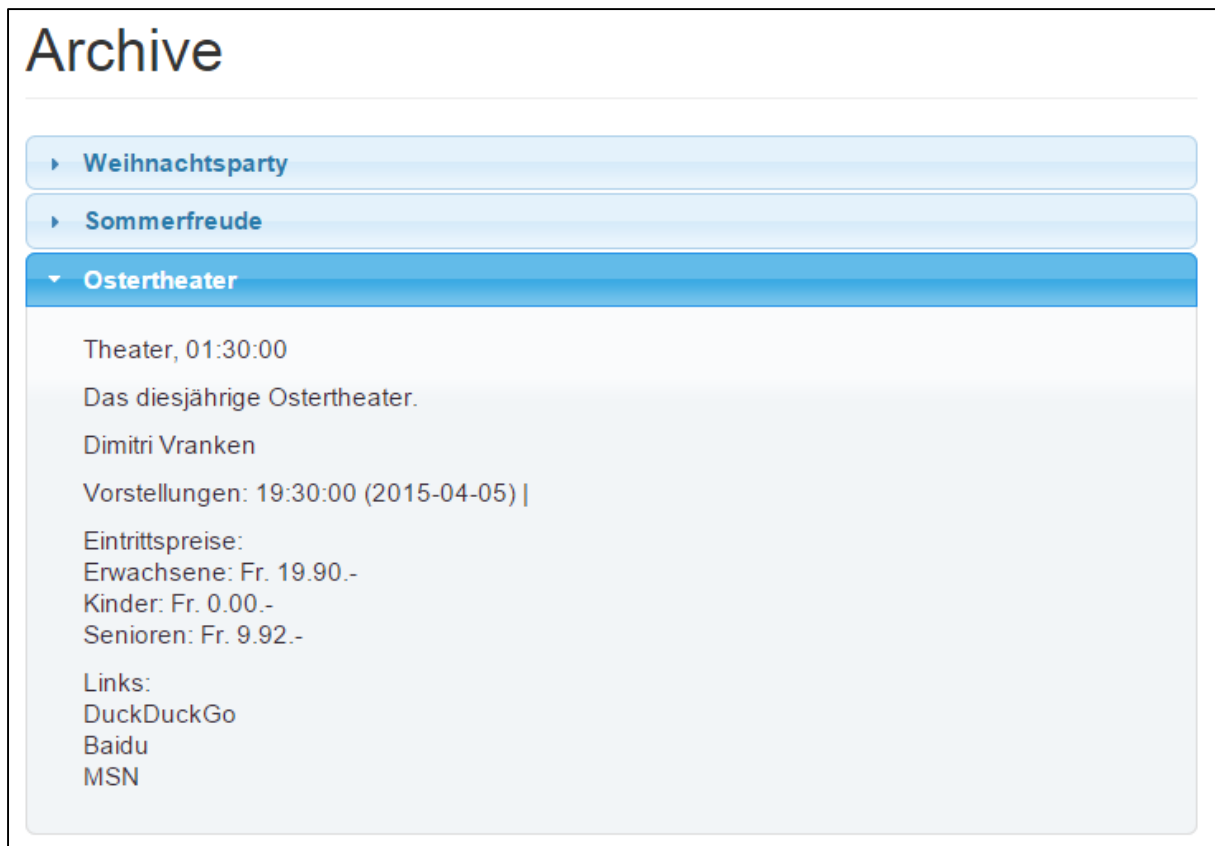 Archive
Weihnachtsparty
Sommerfreude
Ostertheater
Theater, 01:30:00
Das diesjährige Ostertheater.
Dimitri Vranken
Vorstellungen: 19:30:00 (2015-04-05) |
Eintrittspreise:
Erwachsene: Fr. 19.90.-
Kinder: Fr. 0.00.-
Senioren: Fr. 9.92.-
Links:
DuckDuckGo
Baidu
MSN